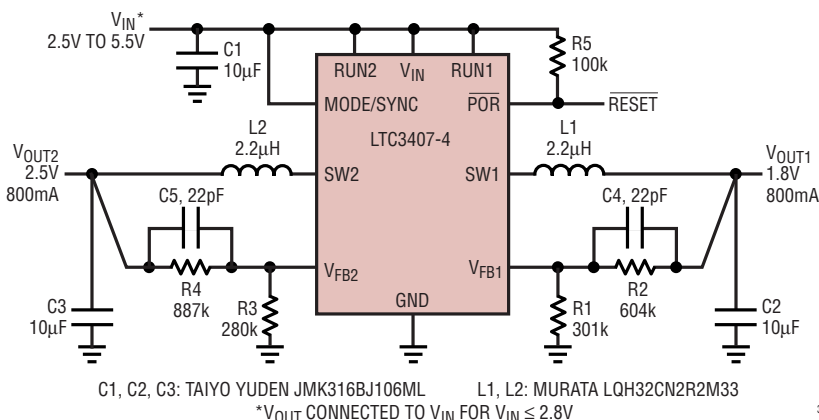 VIN*
2.5V TO 5.5V
C1
10µF
RUN2
VIN
RUN1
R5
100k
MODE/SYNC
POR
RESET
LTC3407-4
L2
2.2µH
L1
2.2µH
VOUT2
2.5V
800mA
SW2
SW1
VOUT1
1.8V
800mA
C5, 22pF
C4, 22pF
VFB2
VFB1
R4
887k
R2
604k
C3
10µF
R3
280k
GND
R1
301k
C2
10µF
C1, C2, C3: TAIYO YUDEN JMK316BJ106ML
L1, L2: MURATA LQH32CN2R2M33
*VOUT CONNECTED TO VIN FOR VIN ≤ 2.8V